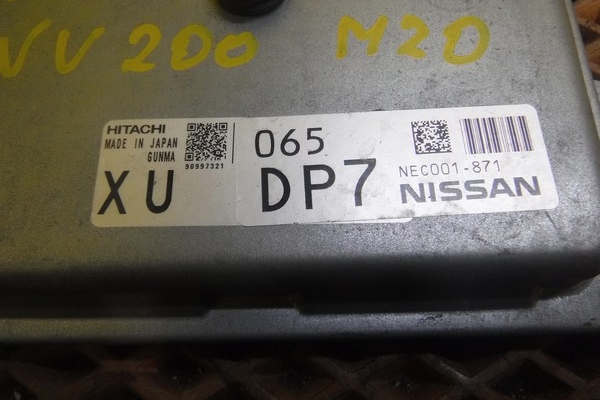 NV200 M20
HITACHI
MADE IN JAPAN
GUNMA
90997321
XU
065
DP7
NEC001-871
NISSAN